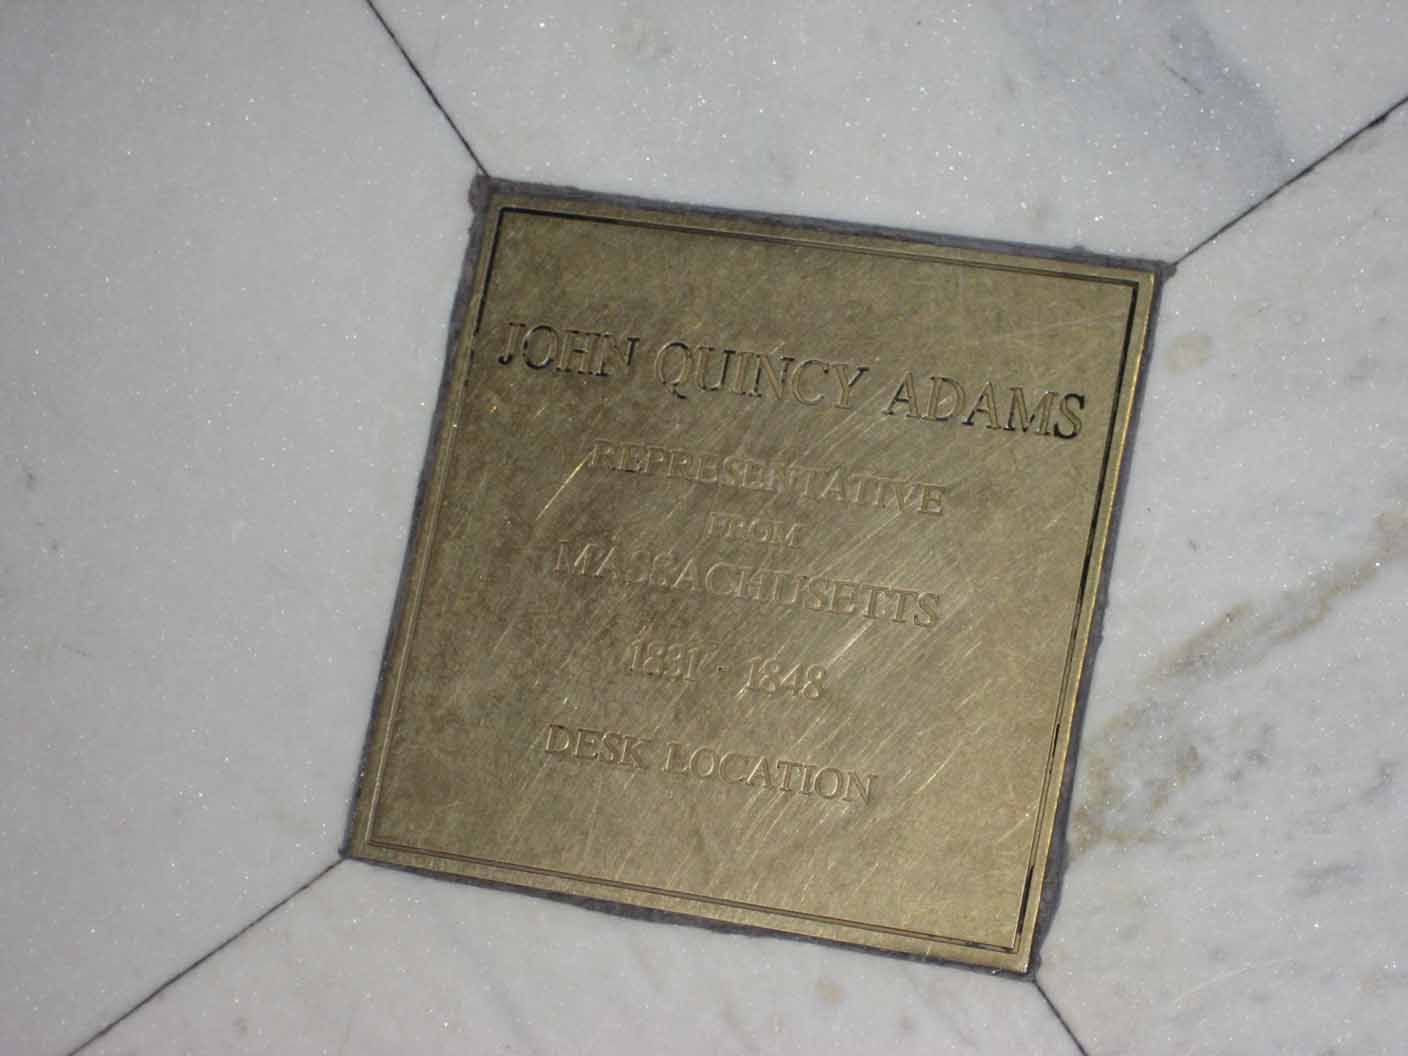 JOHN QUINCY ADAMS
REPRESENTATIVE
FROM
MASSACHUSETTS
1831 - 1848
DESK LOCATION